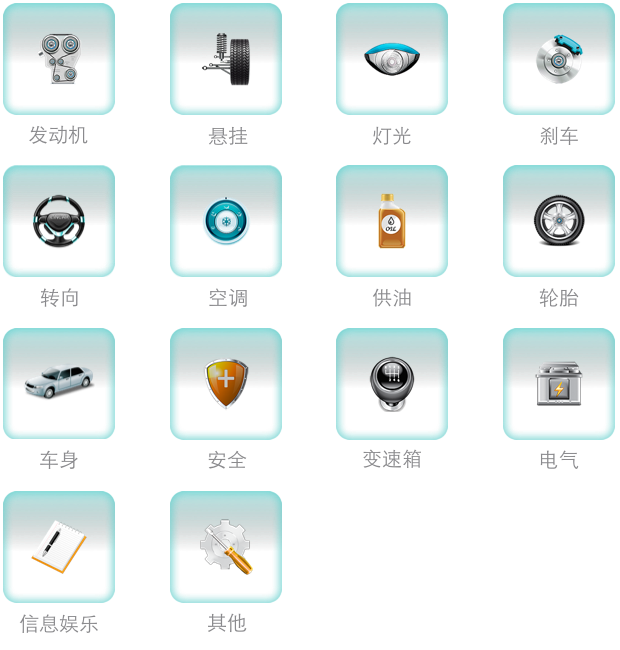 发动机 悬挂 灯光 刹车
OIL
转向 空调 供油 轮胎
车身 安全 变速箱 电气
信息娱乐 其他